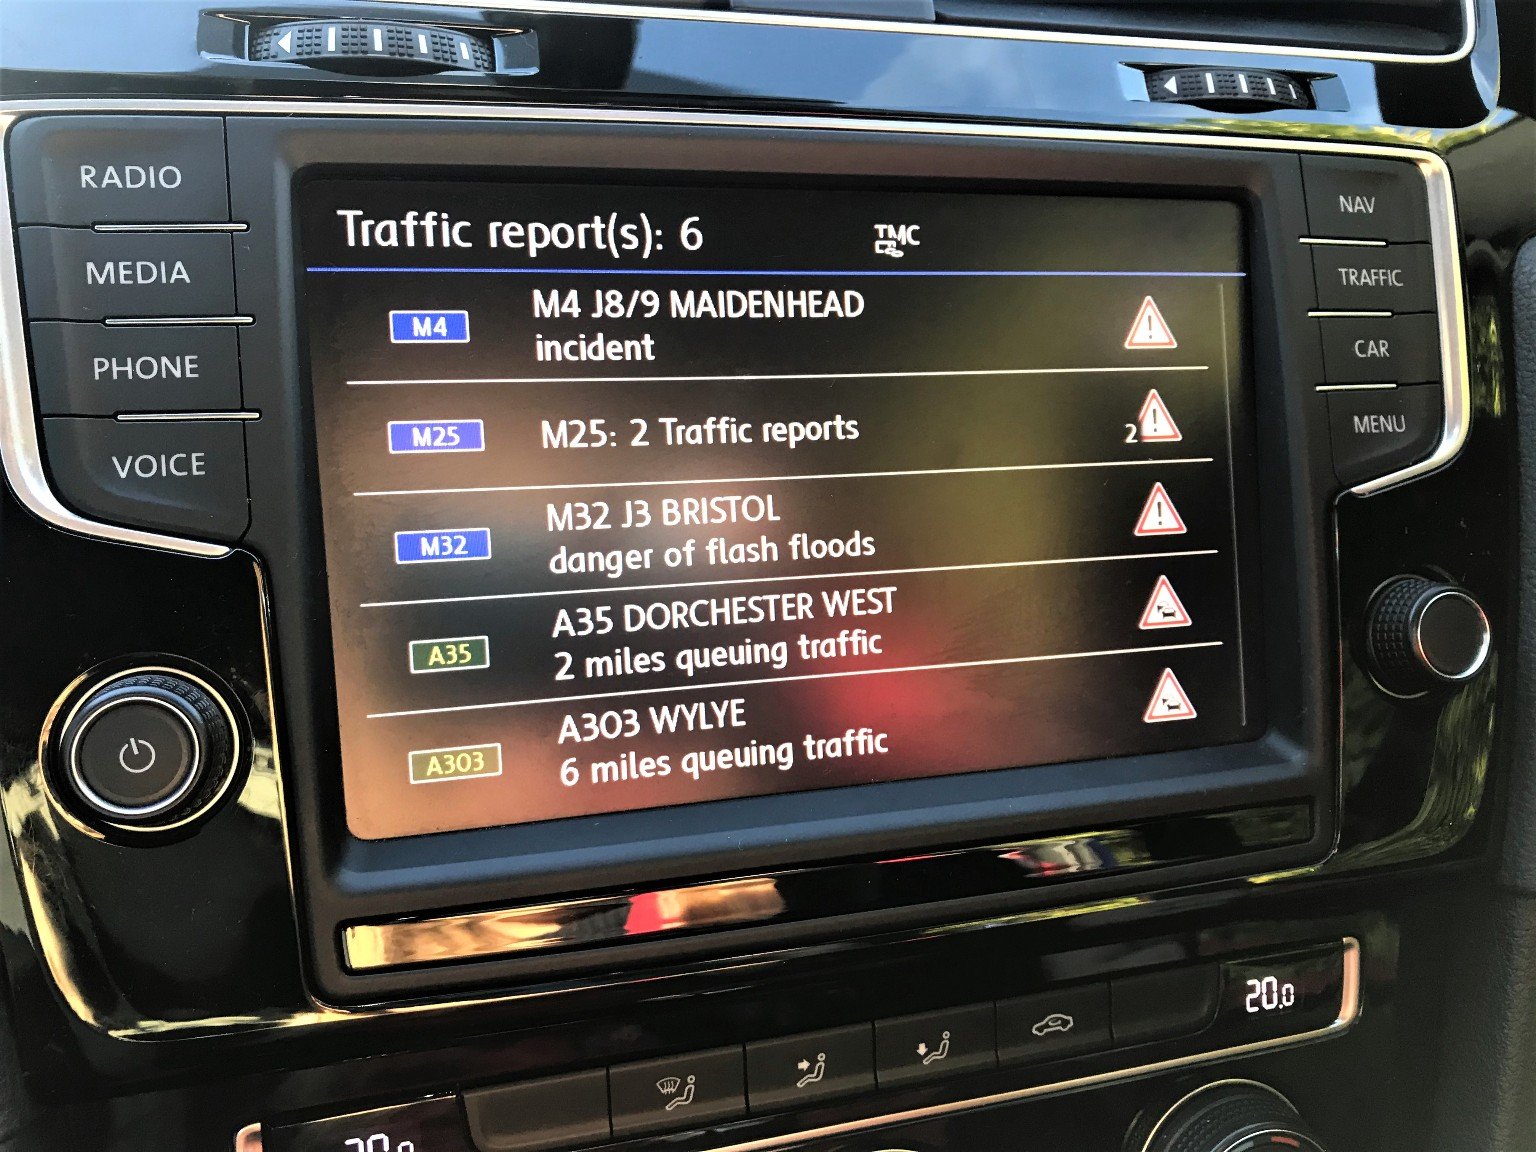 RADIO
MEDIA
PHONE
VOICE
Traffic report(s): 6
TMC
M4
M4 J8/9 MAIDENHEAD
incident
M25
M25: 2 Traffic reports
2
M32
M32 J3 BRISTOL
danger of flash floods
A35
A35 DORCHESTER WEST
2 miles queuing traffic
A303
A303 WYLYE
6 miles queuing traffic
NAV
TRAFFIC
CAR
MENU
20.0
20.0